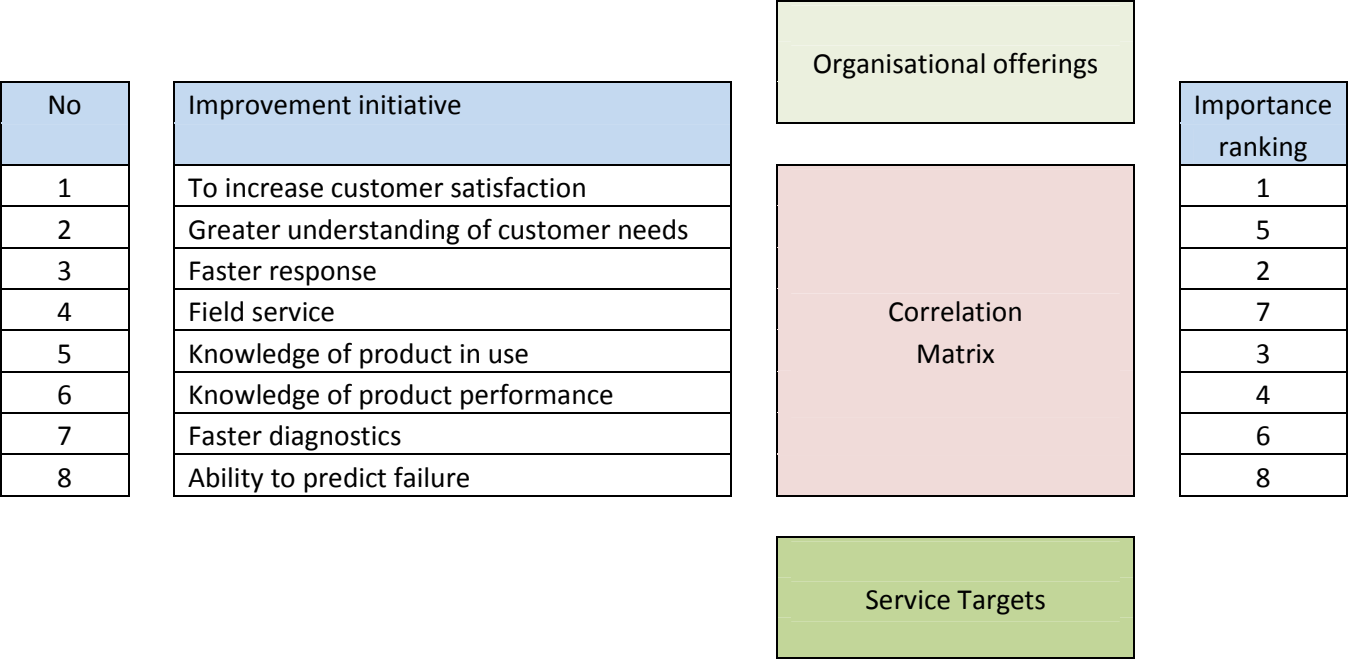 Organisational offerings
No
Improvement initiative
Importance
ranking
1
To increase customer satisfaction
1
2
Greater understanding of customer needs
5
3
Faster response
2
4
Field service
Correlation
7
5
Knowledge of product in use
Matrix
3
6
Knowledge of product performance
4
7
Faster diagnostics
6
8
Ability to predict failure
8
Service Targets